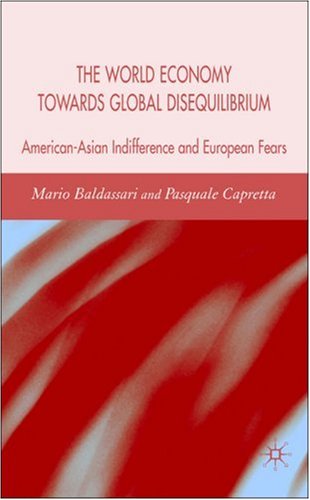 THE WORLD ECONOMY
TOWARDS GLOBAL DISEQUILIBRIUM
American-Asian Indifference and European Fears
Mario Baldassari and Pasquale Capretta